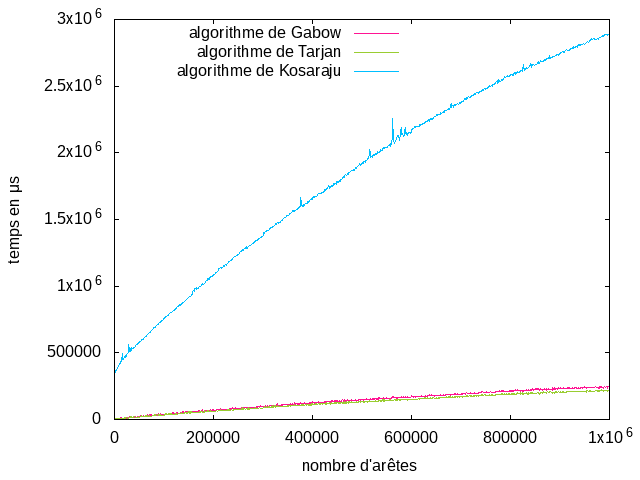 algorithme de Gabow
algorithme de Tarjan
algorithme de Kosaraju
3x10^6
2.5x10^6
2x10^6
1.5x10^6
1x10^6
500000
0
temps en µs
0 200000 400000 600000 800000 1x10^6
nombre d'arêtes